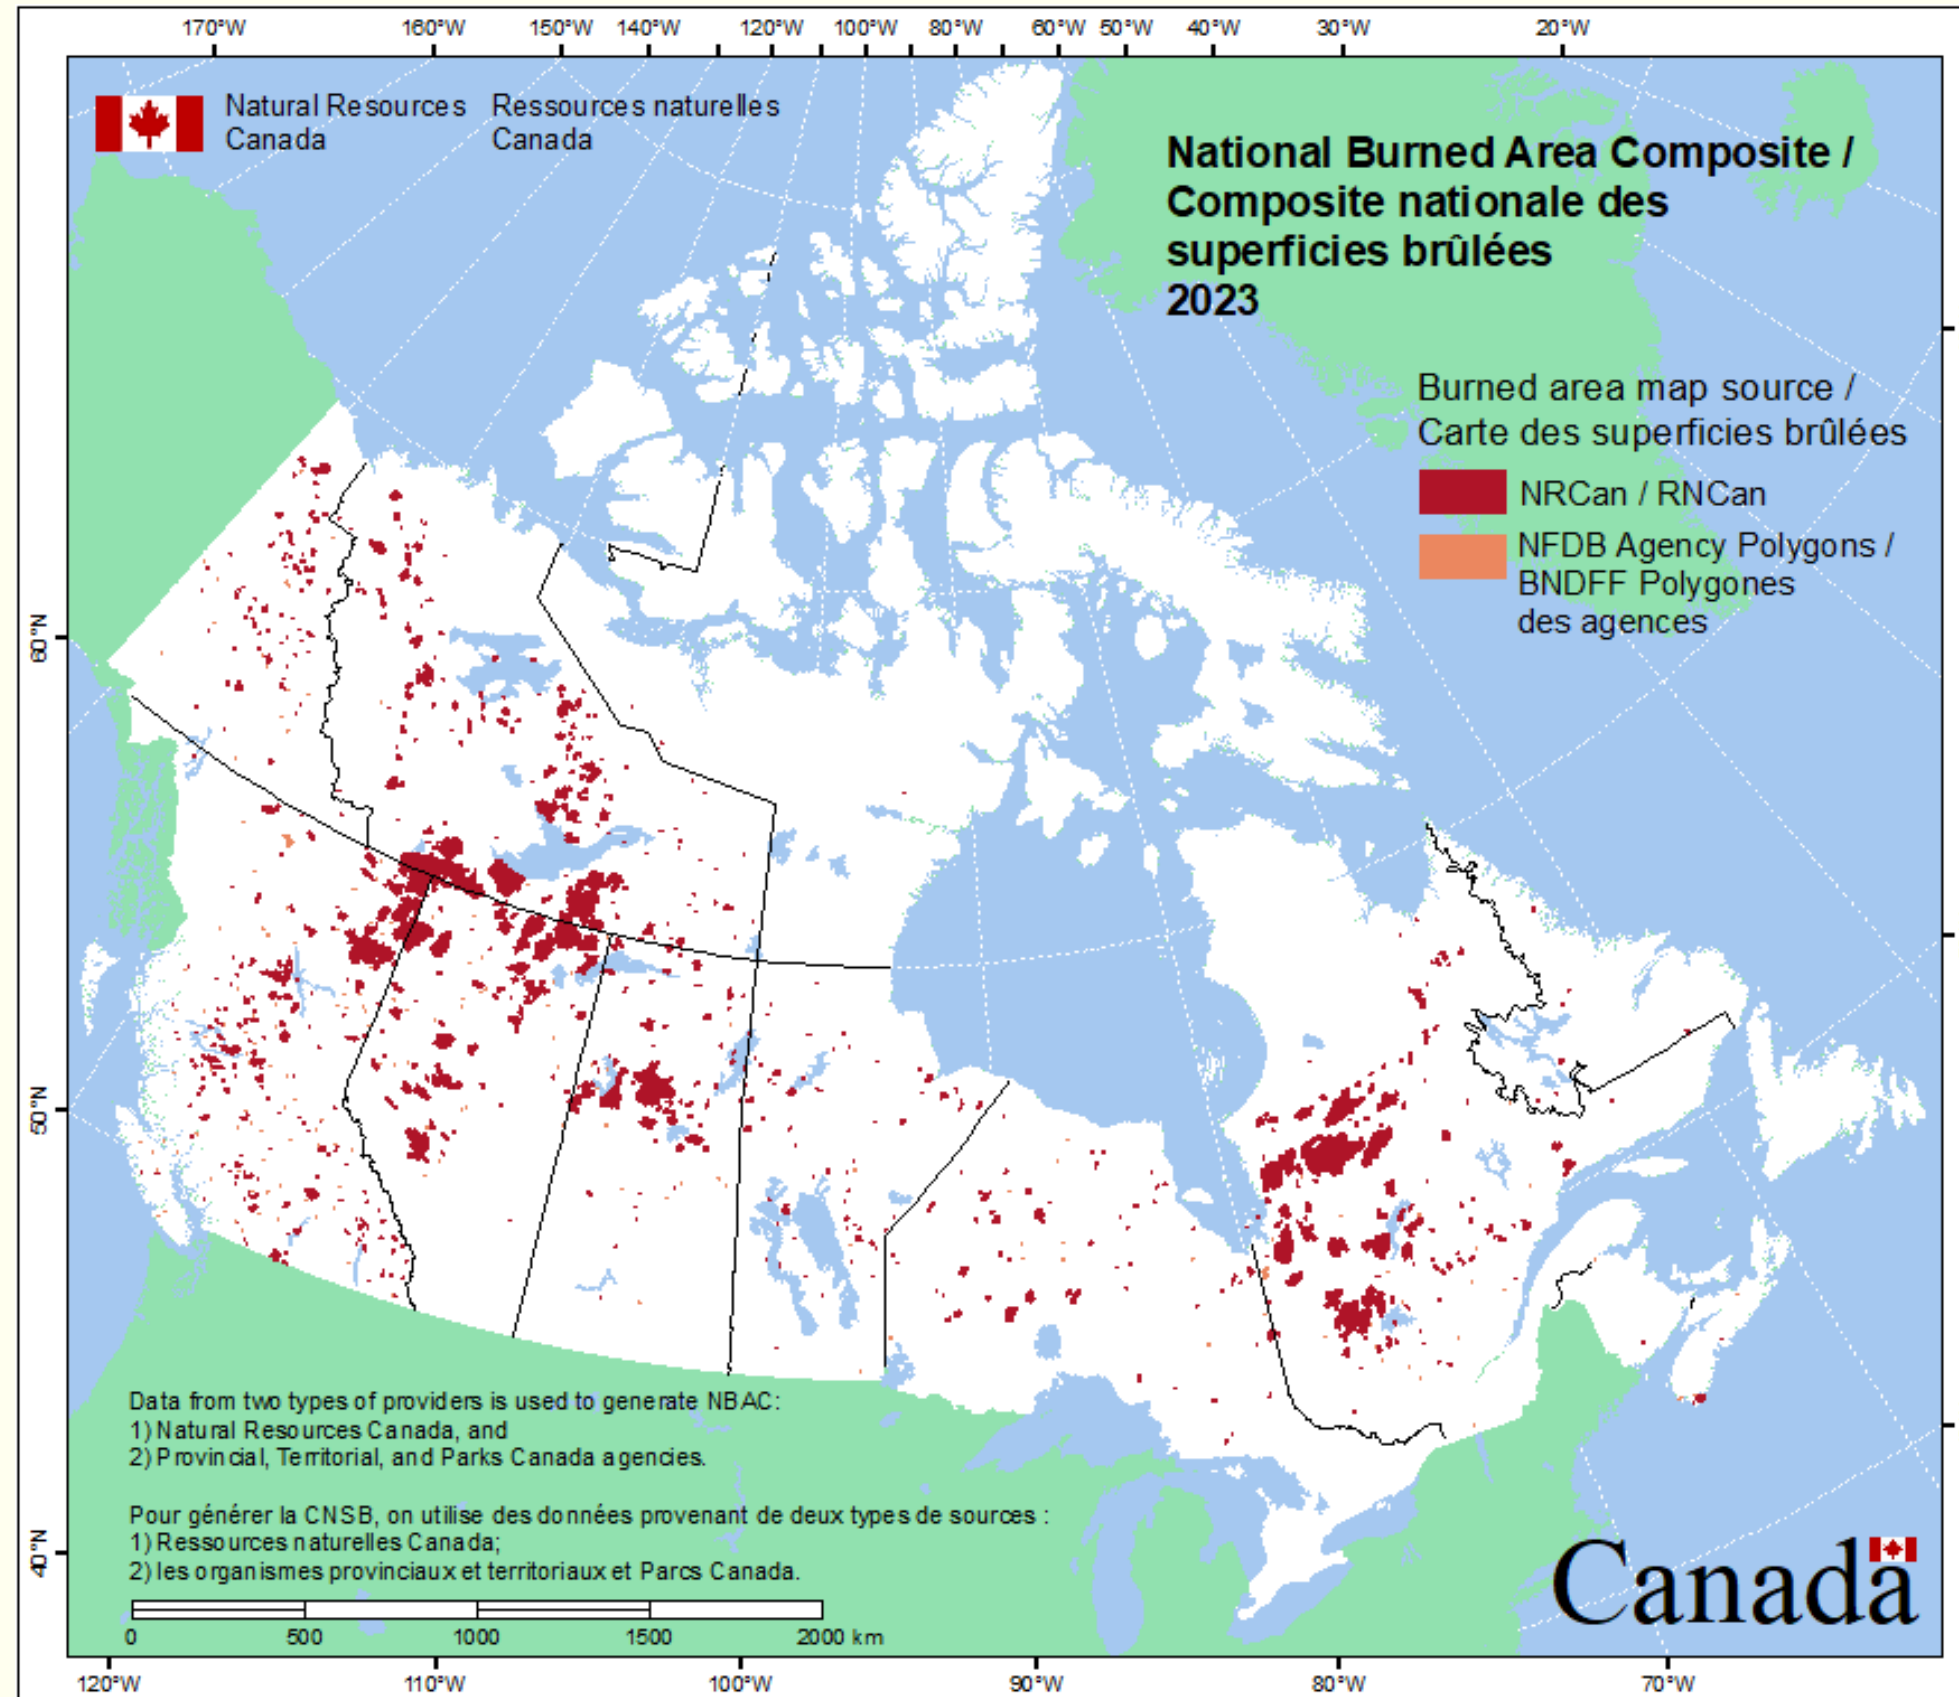 170°W 160°W 150°W 140°W 120°W 100°W 80°W 60°W 50°W 40°W 30°W 20°W
Natural Resources Ressources naturelles
Canada Canada
National Burned Area Composite /
Composite nationale des
superficies brûlées
2023
Burned area map source /
Carte des superficies brûlées
NRCan / RNCan
NFDB Agency Polygons /
BNDFF Polygones
des agences
60°N
50°N
40°N
Data from two types of providers is used to generate NBAC:
1) Natural Resources Canada, and
2) Provincial, Territorial, and Parks Canada agencies.
Pour générer la CNSB, on utilise des données provenant de deux types de sources :
1) Ressources naturelles Canada;
2) les organismes provinciaux et territoriaux et Parcs Canada.
0 500 1000 1500 2000 km
Canada
120°W 110°W 100°W 90°W 80°W 70°W